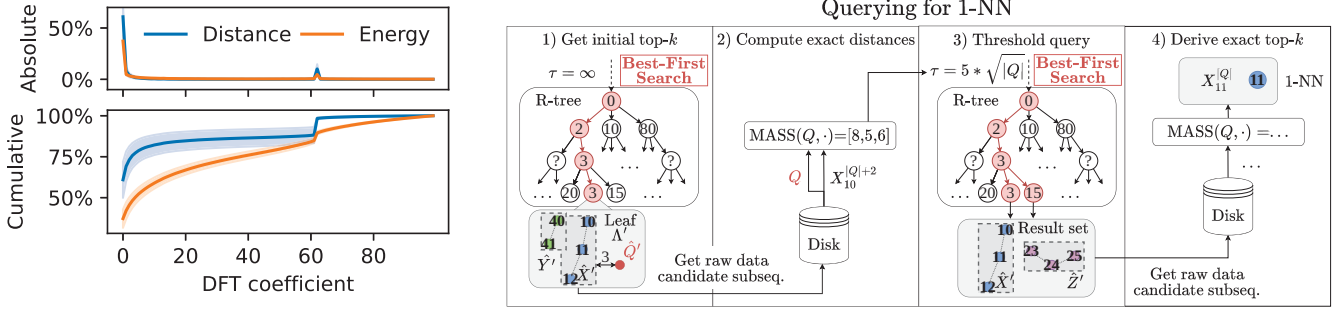 Absolute
50%
0%
Distance
Energy
Cumulative
100%
75%
50%
0
20
40
60
80
DFT coefficient
Querying for 1-NN
1) Get initial top-k
τ = ∞
Best-First
Search
R-tree
0
2
10
80
?
3
?
...
...
20
3
15
...
40
10
Leaf
Λ′
41
11
Ŷ′
12
X̂′
3
Q̂′
2) Compute exact distances
MASS(Q, ·)=[8,5,6]
Q
X₁₀^{|Q|+2}
Disk
Get raw data
candidate subseq.
3) Threshold query
τ = 5 * √|Q|
Best-First
Search
R-tree
0
2
10
80
?
3
?
...
...
20
3
15
...
10
Result set
11
23
24
25
12
X̂′
Ẑ′
4) Derive exact top-k
X₁₁^{|Q|}
11
1-NN
MASS(Q, ·) = ...
...
Disk
Get raw data
candidate subseq.